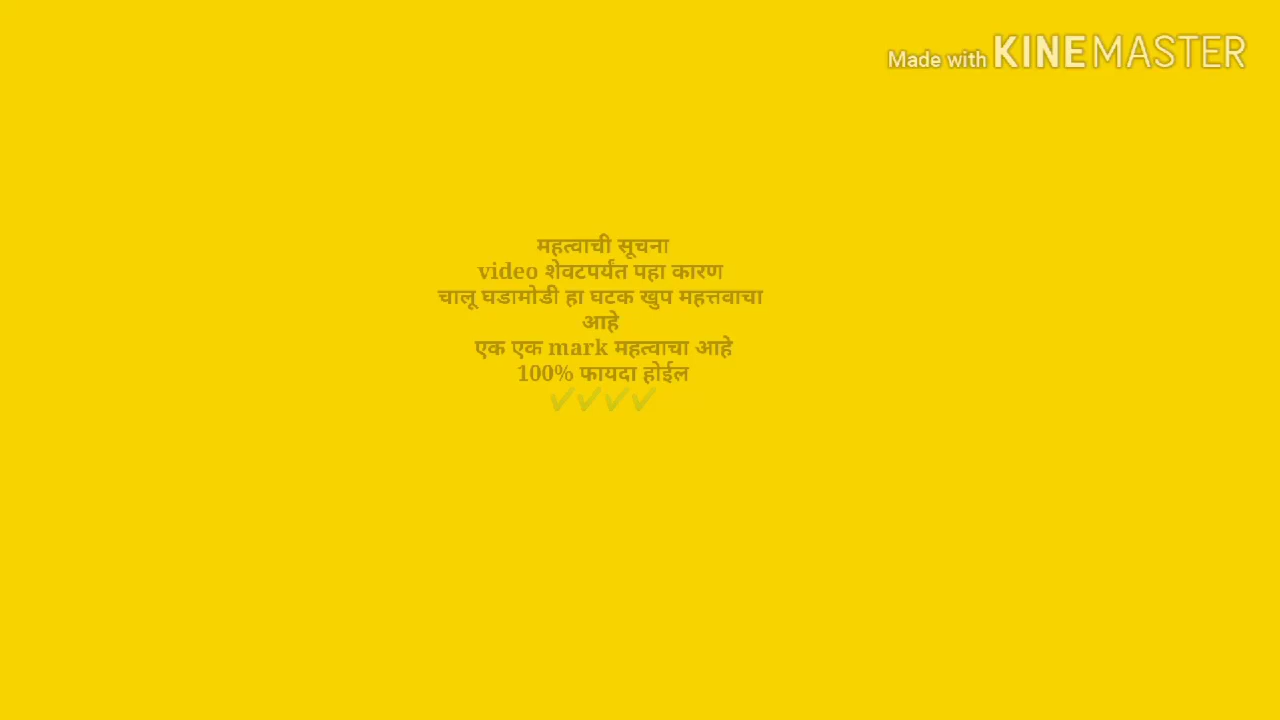 Made with KINEMASTER
महत्वाची सूचना
video शेवटपर्यंत पहा कारण
चालू घडामोडी हा घटक खुप महत्तवाचा
आहे
एक एक mark महत्वाचा आहे
100% फायदा होईल
✔✔✔✔